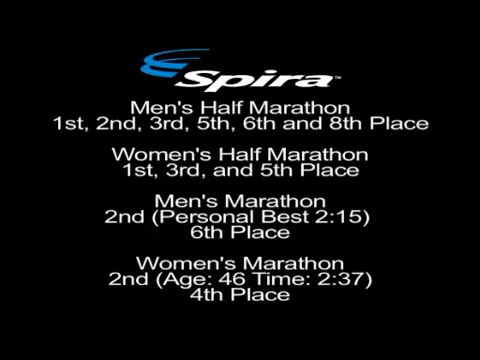 Spira™
Men's Half Marathon
1st, 2nd, 3rd, 5th, 6th and 8th Place
Women's Half Marathon
1st, 3rd, and 5th Place
Men's Marathon
2nd (Personal Best 2:15)
6th Place
Women's Marathon
2nd (Age: 46 Time: 2:37)
4th Place